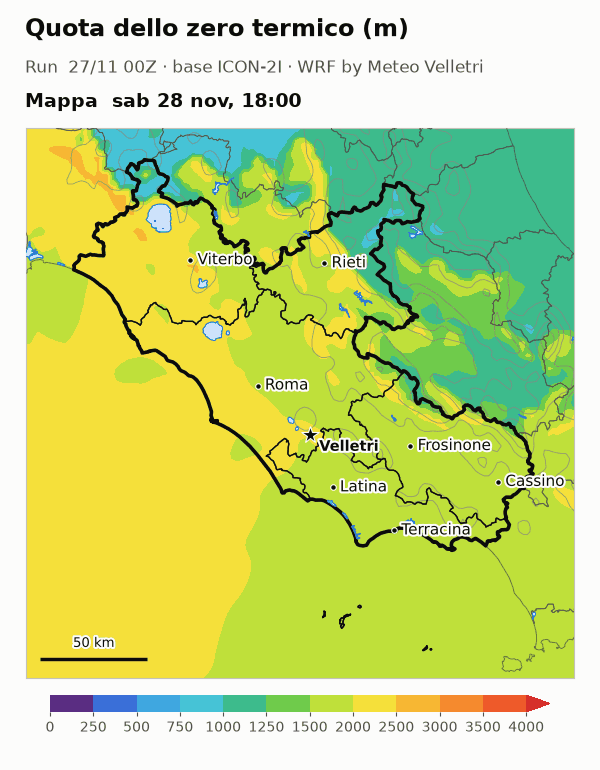 Quota dello zero termico (m)
Run 27/11 00Z · base ICON-2I · WRF by Meteo Velletri
Mappa sab 28 nov, 18:00
Viterbo
Rieti
Roma
Velletri
Frosinone
Cassino
Latina
Terracina
50 km
0 250 500 750 1000 1250 1500 2000 2500 3000 3500 4000